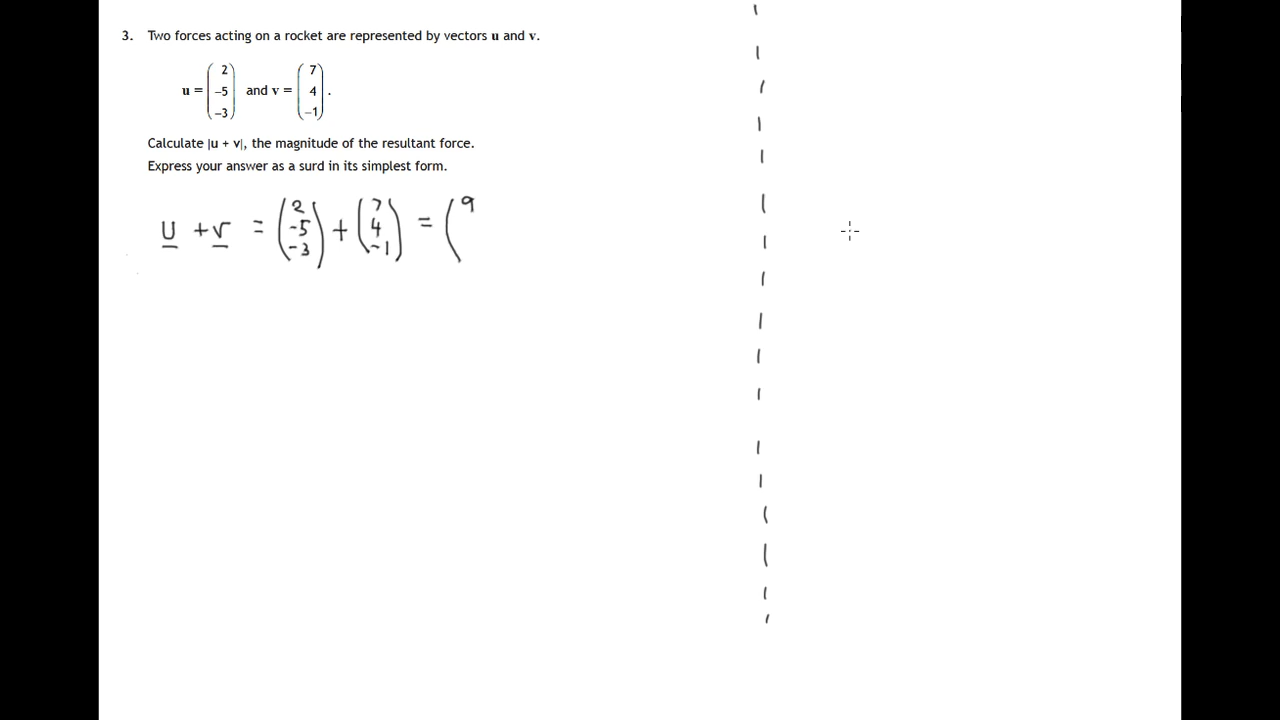 3. Two forces acting on a rocket are represented by vectors u and v.
2 7
u = -5 and v = 4 .
-3 -1
Calculate |u + v|, the magnitude of the resultant force.
Express your answer as a surd in its simplest form.
2 7 9
u + v = ( -5 ) + ( 4 ) = (
-3 -1